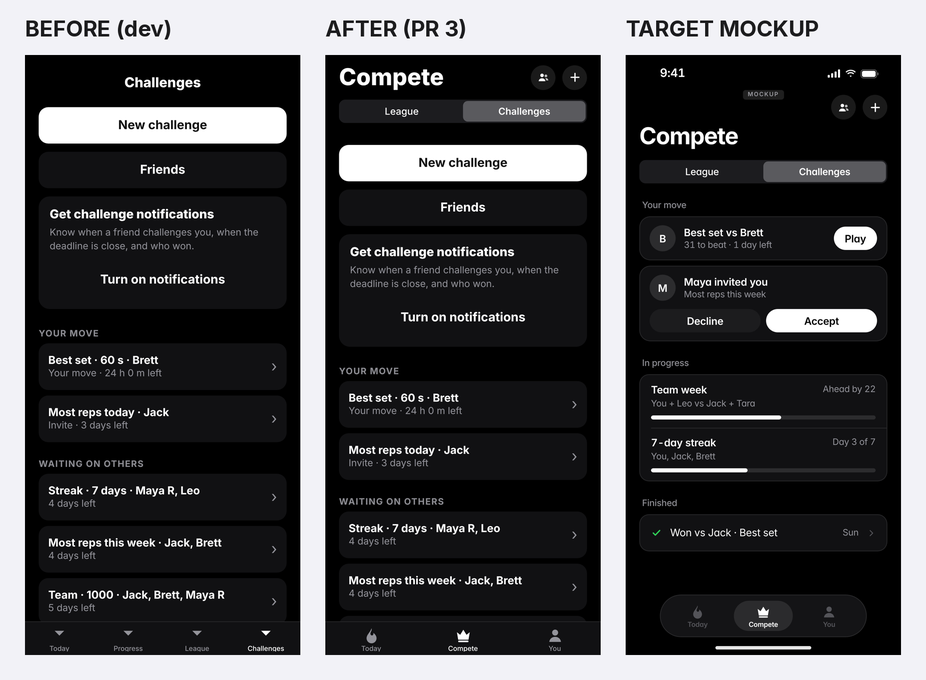 BEFORE (dev)
Challenges
New challenge
Friends
Get challenge notifications
Know when a friend challenges you, when the
deadline is close, and who won.
Turn on notifications
YOUR MOVE
Best set · 60 s · Brett
Your move · 24 h 0 m left
Most reps today · Jack
Invite · 3 days left
WAITING ON OTHERS
Streak · 7 days · Maya R, Leo
4 days left
Most reps this week · Jack, Brett
4 days left
Team · 1000 · Jack, Brett, Maya R
5 days left
Today Progress League Challenges
AFTER (PR 3)
Compete
League Challenges
New challenge
Friends
Get challenge notifications
Know when a friend challenges you, when the
deadline is close, and who won.
Turn on notifications
YOUR MOVE
Best set · 60 s · Brett
Your move · 24 h 0 m left
Most reps today · Jack
Invite · 3 days left
WAITING ON OTHERS
Streak · 7 days · Maya R, Leo
4 days left
Most reps this week · Jack, Brett
4 days left
Today Compete You
TARGET MOCKUP
9:41
MOCKUP
Compete
League Challenges
Your move
B
Best set vs Brett
31 to beat · 1 day left
Play
M
Maya invited you
Most reps this week
Decline Accept
In progress
Team week Ahead by 22
You + Leo vs Jack + Tara
7-day streak Day 3 of 7
You, Jack, Brett
Finished
Won vs Jack · Best set Sun
Today Compete You